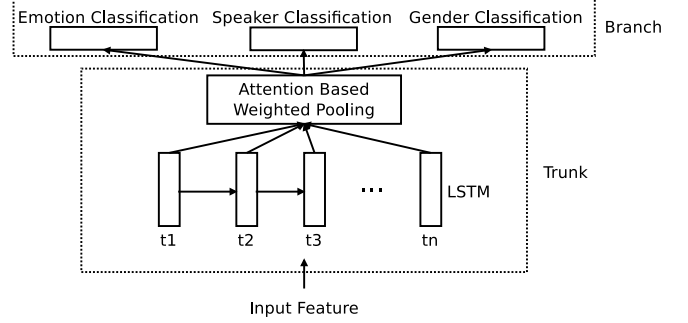 Emotion Classification Speaker Classification Gender Classification
Branch
Attention Based
Weighted Pooling
Trunk
...
LSTM
t1 t2 t3 tn
Input Feature